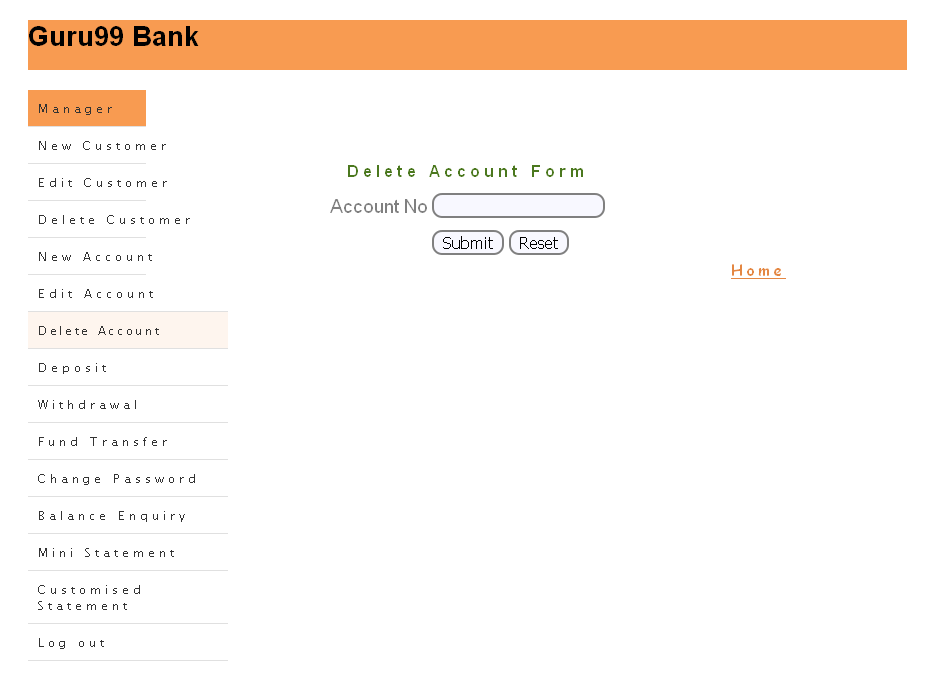 Guru99 Bank
Manager
New Customer
Edit Customer
Delete Customer
New Account
Edit Account
Delete Account
Deposit
Withdrawal
Fund Transfer
Change Password
Balance Enquiry
Mini Statement
Customised
Statement
Log out
Delete Account Form
Account No
Submit Reset
Home